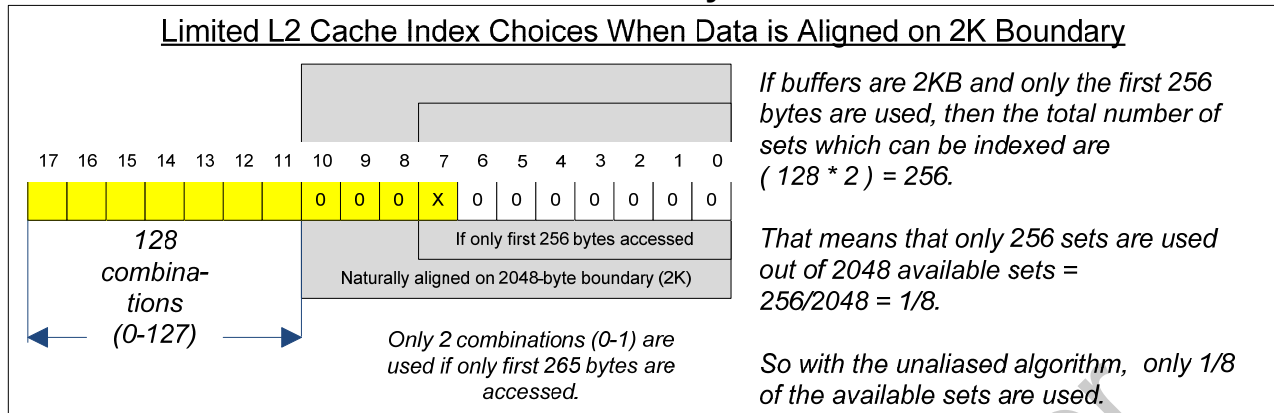 Limited L2 Cache Index Choices When Data is Aligned on 2K Boundary
If buffers are 2KB and only the first 256
bytes are used, then the total number of
sets which can be indexed are
( 128 * 2 ) = 256.
That means that only 256 sets are used
out of 2048 available sets =
256/2048 = 1/8.
So with the unaliased algorithm, only 1/8
of the available sets are used.
17 16 15 14 13 12 11 10 9 8 7 6 5 4 3 2 1 0
0 0 0 X 0 0 0 0 0 0 0
If only first 256 bytes accessed
Naturally aligned on 2048-byte boundary (2K)
128
combina-
tions
(0-127)
Only 2 combinations (0-1) are
used if only first 265 bytes are
accessed.